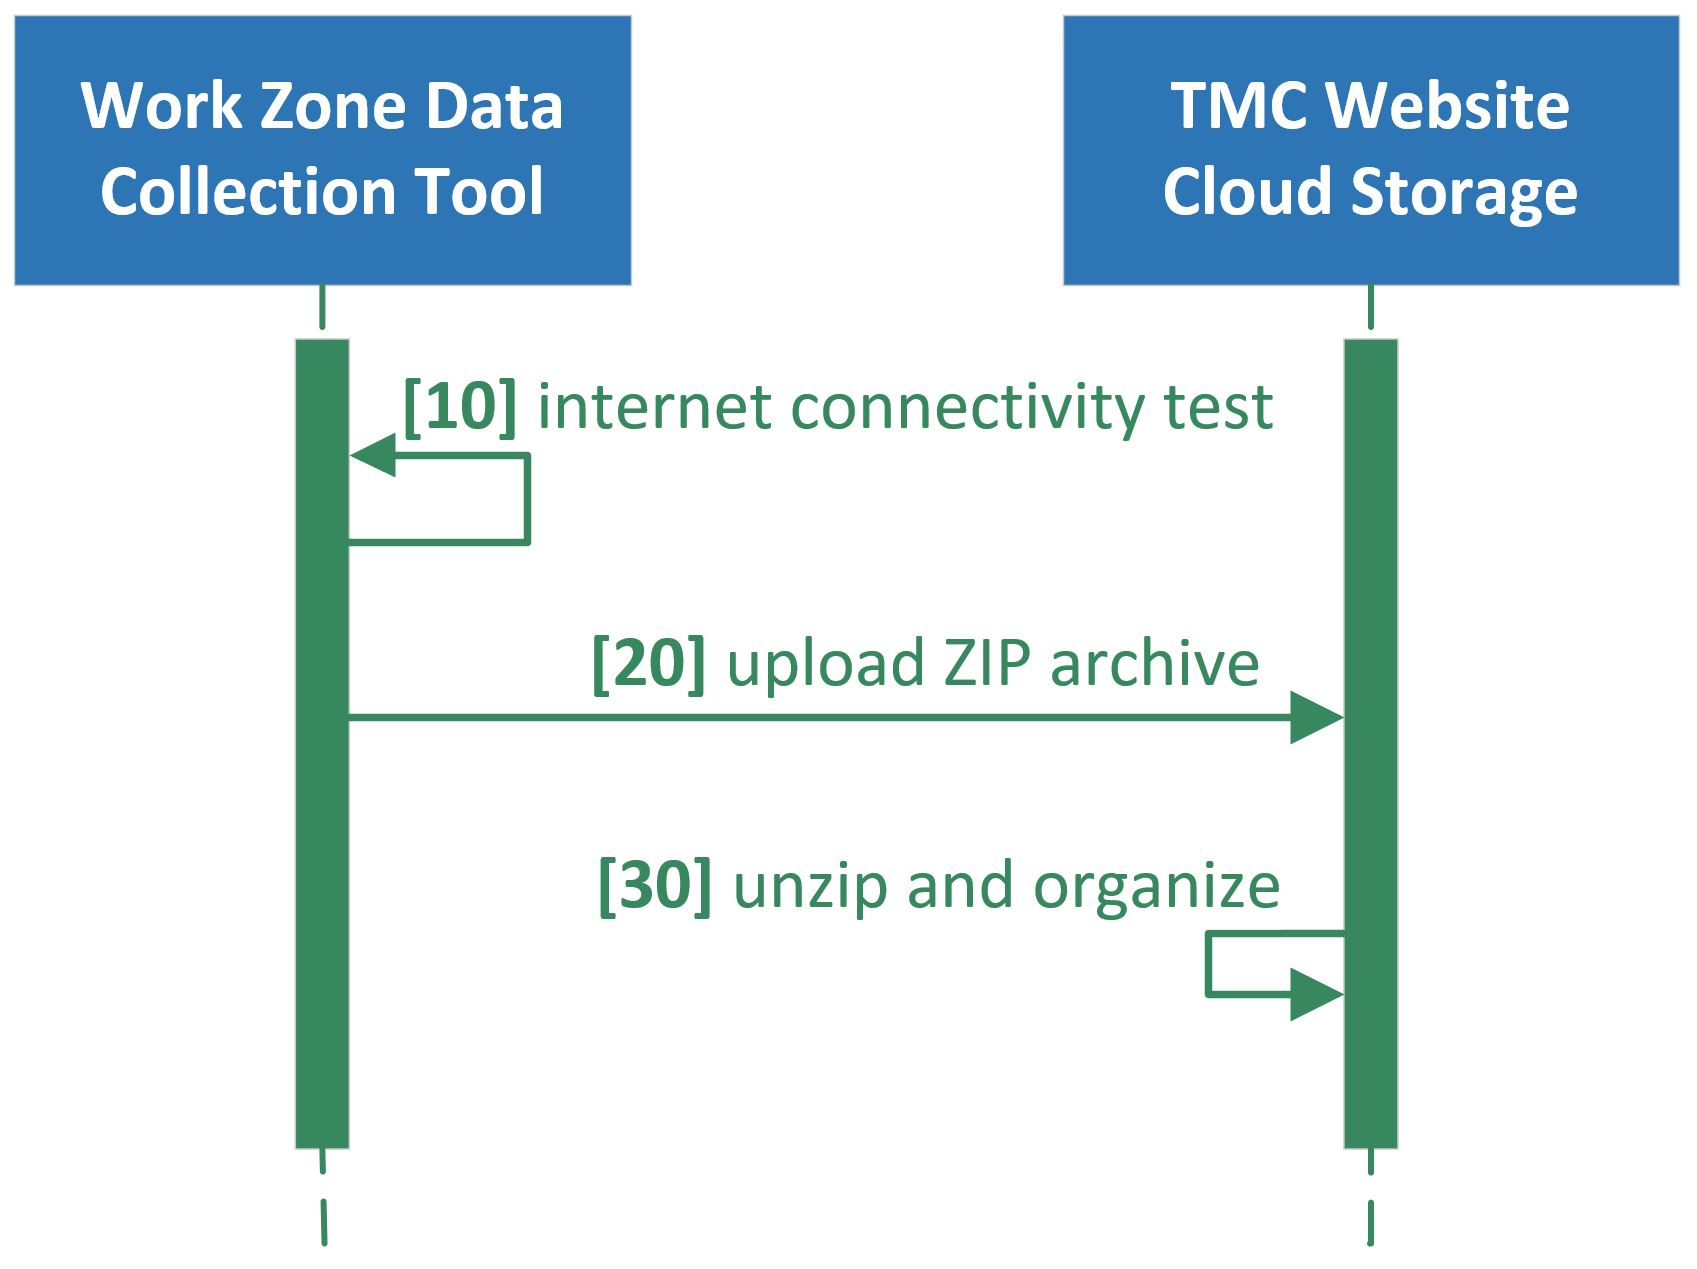 Work Zone Data
Collection Tool
TMC Website
Cloud Storage
[10] internet connectivity test
[20] upload ZIP archive
[30] unzip and organize